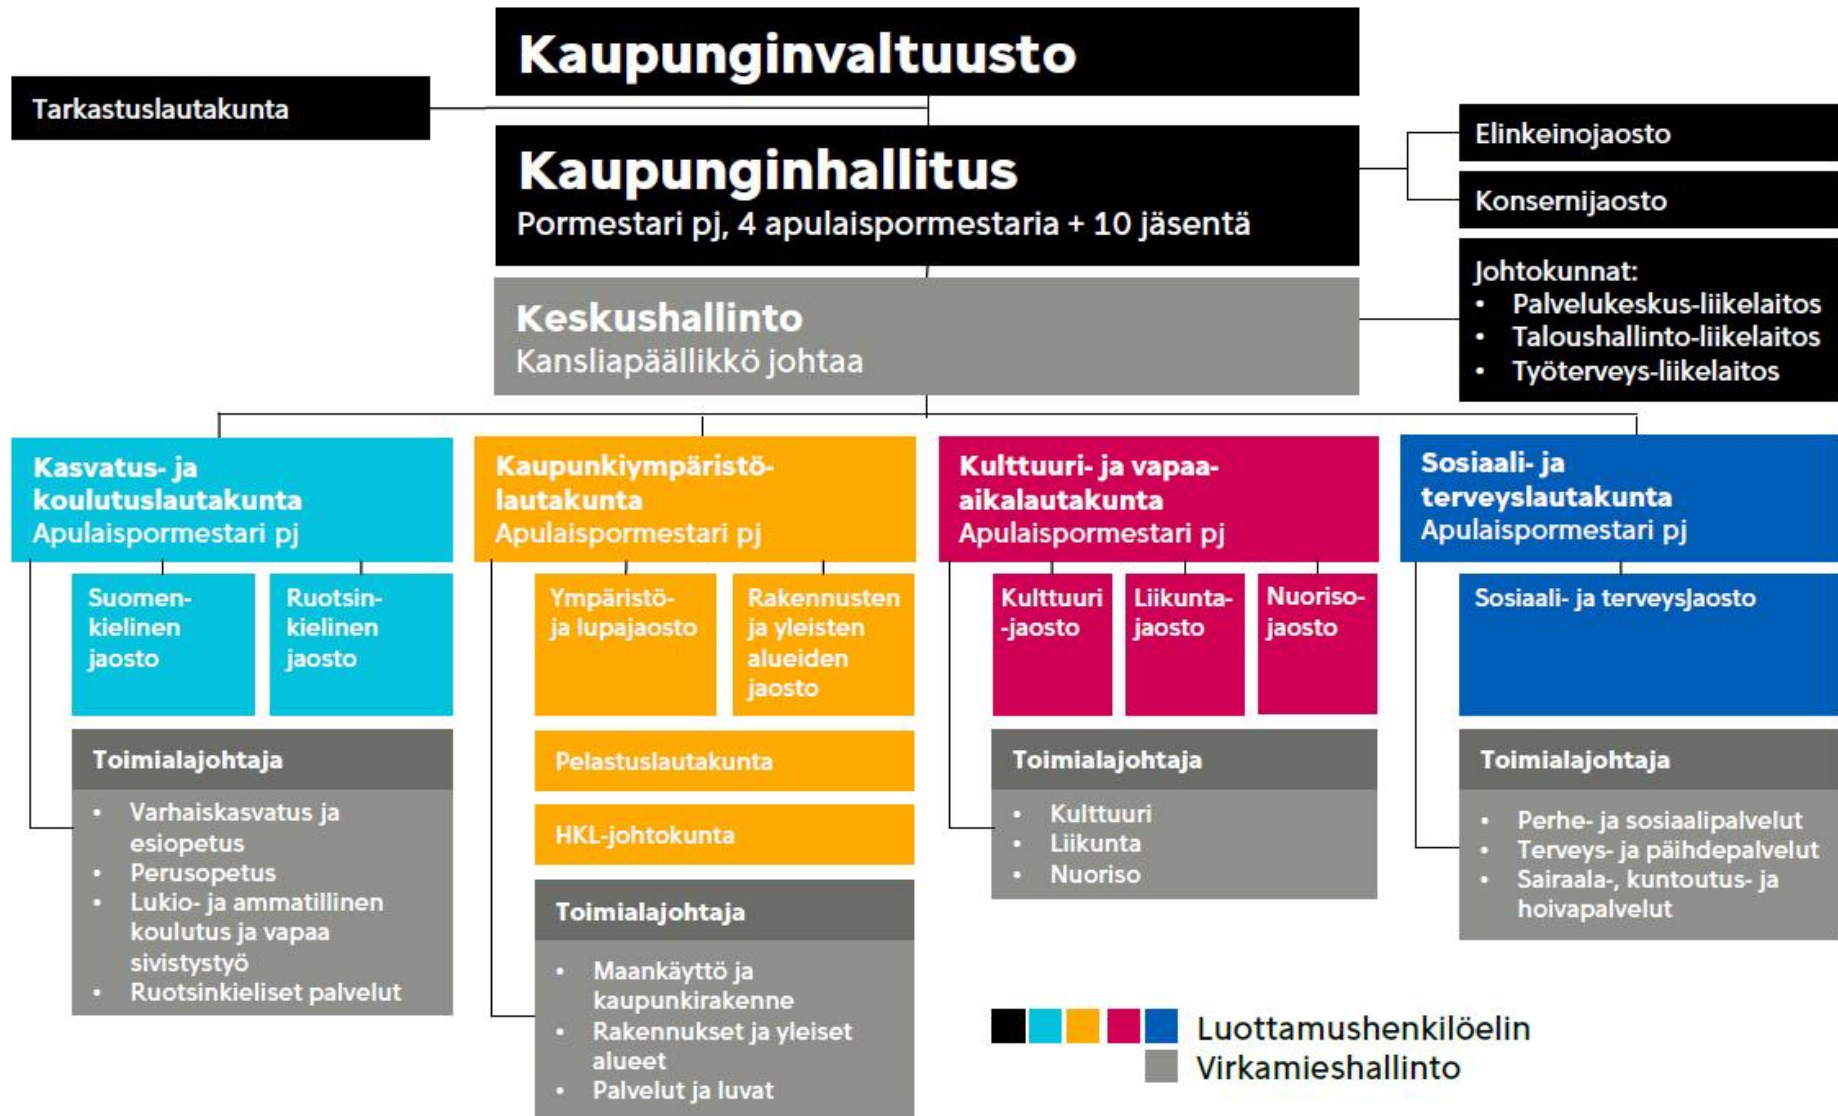 Kaupunginvaltuusto
Tarkastuslautakunta
Kaupunginhallitus
Pormestari pj, 4 apulaispormestaria + 10 jäsentä
Elinkeinojaosto
Konsernijaosto
Keskushallinto
Kansliapäällikkö johtaa
Johtokunnat:
• Palvelukeskus-liikelaitos
• Taloushallinto-liikelaitos
• Työterveys-liikelaitos
Kasvatus- ja
koulutuslautakunta
Apulaispormestari pj
Suomen-
kielinen
jaosto
Ruotsin-
kielinen
jaosto
Toimialajohtaja
• Varhaiskasvatus ja
esiopetus
• Perusopetus
• Lukio- ja ammatillinen
koulutus ja vapaa
sivistystyö
• Ruotsinkieliset palvelut
Kaupunkiympäristö-
lautakunta
Apulaispormestari pj
Ympäristö-
ja lupajaosto
Rakennusten
ja yleisten
alueiden
jaosto
Pelastuslautakunta
HKL-johtokunta
Toimialajohtaja
• Maankäyttö ja
kaupunkirakenne
• Rakennukset ja yleiset
alueet
• Palvelut ja luvat
Kulttuuri- ja vapaa-
aikalautakunta
Apulaispormestari pj
Kulttuuri
-jaosto
Liikunta-
jaosto
Nuoriso-
jaosto
Toimialajohtaja
• Kulttuuri
• Liikunta
• Nuoriso
Sosiaali- ja
terveyslautakunta
Apulaispormestari pj
Sosiaali- ja terveysjaosto
Toimialajohtaja
• Perhe- ja sosiaalipalvelut
• Terveys- ja päihdepalvelut
• Sairaala-, kuntoutus- ja
hoivapalvelut
Luottamushenkilöelin
Virkamieshallinto